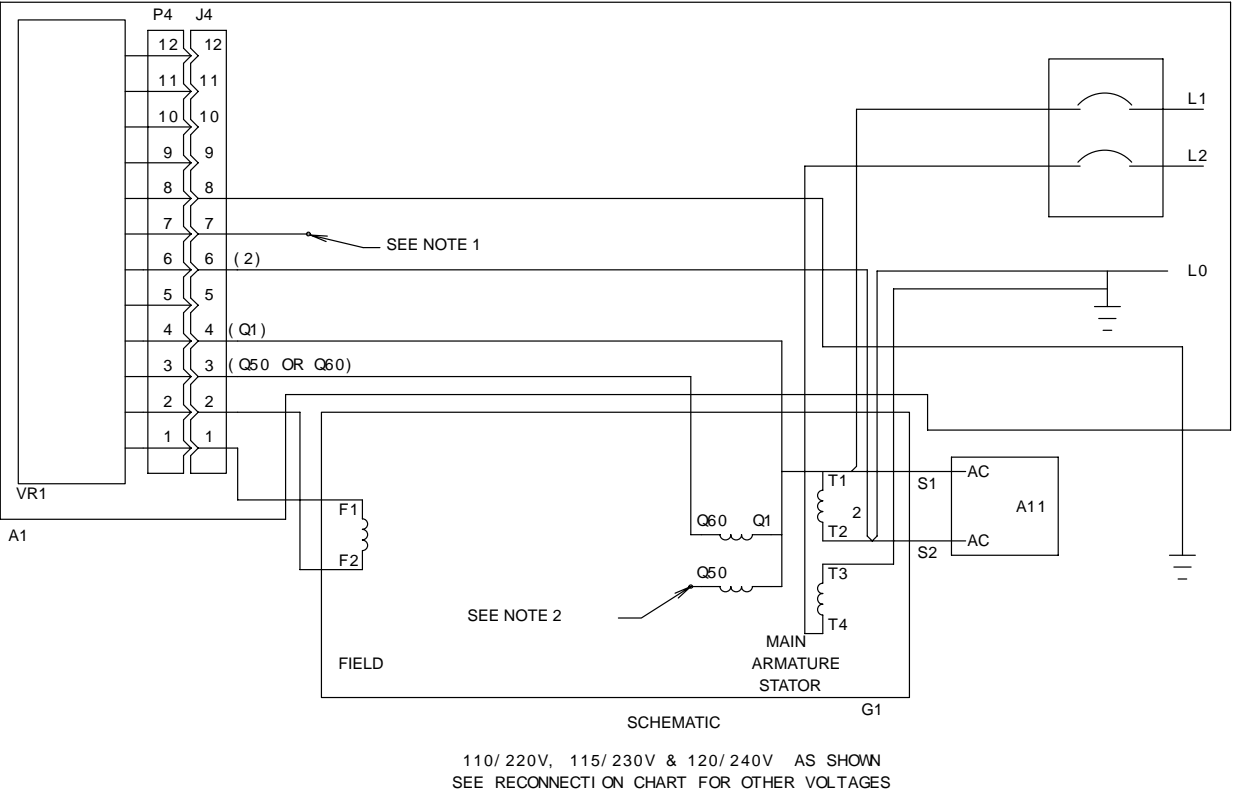 P4 J4
12 12
11 11
10 10
9 9
8 8
7 7
SEE NOTE 1
6 6 (2)
5 5
4 4 (Q1)
3 3 (Q50 OR Q60)
2 2
1 1
VR1
A1
L1
L2
L0
F1
F2
FIELD
Q60 Q1
Q50
SEE NOTE 2
T1
2
T2
T3
T4
MAIN
ARMATURE
STATOR
S1
S2
AC
A11
AC
G1
SCHEMATIC
110/220V, 115/230V & 120/240V AS SHOWN
SEE RECONNECTION CHART FOR OTHER VOLTAGES